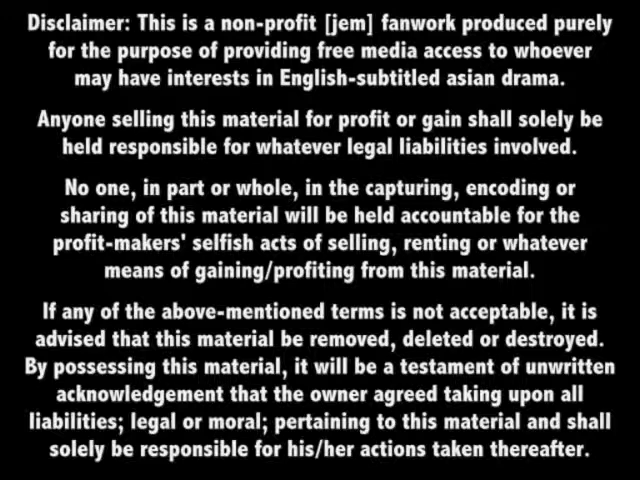 Disclaimer: This is a non-profit [jem] fanwork produced purely
for the purpose of providing free media access to whoever
may have interests in English-subtitled asian drama.
Anyone selling this material for profit or gain shall solely be
held responsible for whatever legal liabilities involved.
No one, in part or whole, in the capturing, encoding or
sharing of this material will be held accountable for the
profit-makers' selfish acts of selling, renting or whatever
means of gaining/profiting from this material.
If any of the above-mentioned terms is not acceptable, it is
advised that this material be removed, deleted or destroyed.
By possessing this material, it will be a testament of unwritten
acknowledgement that the owner agreed taking upon all
liabilities; legal or moral; pertaining to this material and shall
solely be responsible for his/her actions taken thereafter.